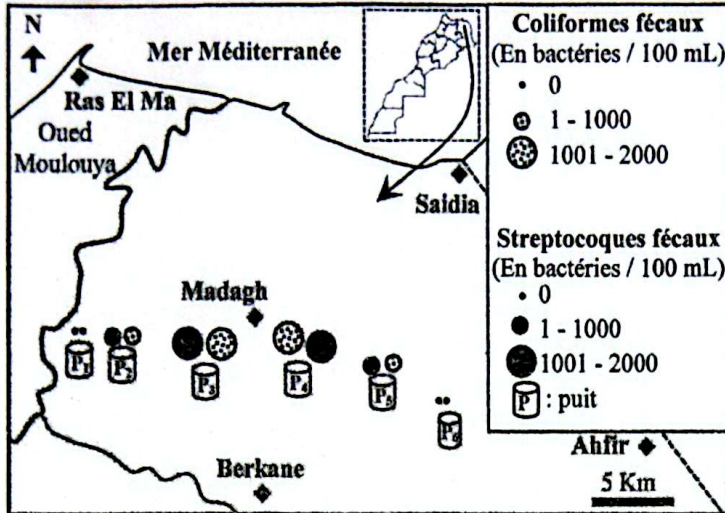 N
Mer Méditerranée
Ras El Ma
Oued
Moulouya
Saidia
Madagh
P1
P2
P3
P4
P5
P6
Berkane
Ahfir
5 Km
Coliformes fécaux
(En bactéries / 100 mL)
0
1 - 1000
1001 - 2000
Streptocoques fécaux
(En bactéries / 100 mL)
0
1 - 1000
1001 - 2000
P : puit